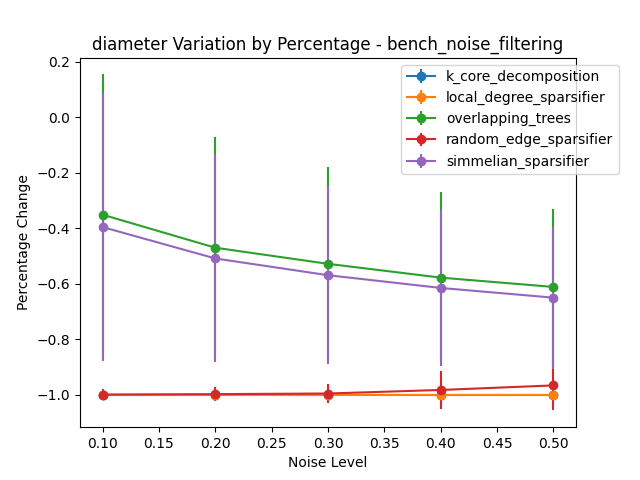 diameter Variation by Percentage - bench_noise_filtering
k_core_decomposition
local_degree_sparsifier
overlapping_trees
random_edge_sparsifier
simmelian_sparsifier
Percentage Change
0.2
0.0
−0.2
−0.4
−0.6
−0.8
−1.0
0.10 0.15 0.20 0.25 0.30 0.35 0.40 0.45 0.50
Noise Level